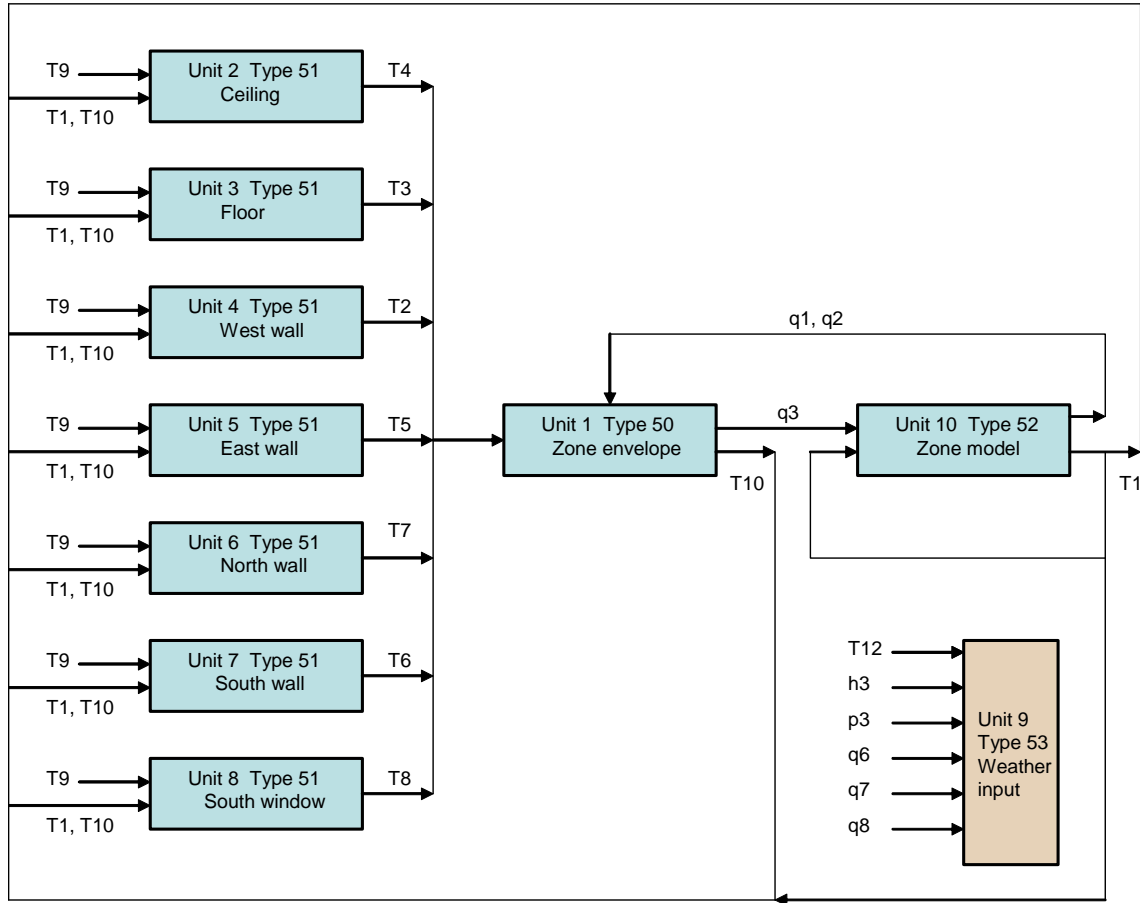 T9
Unit 2 Type 51
Ceiling
T4
T1, T10
T9
Unit 3 Type 51
Floor
T3
T1, T10
T9
Unit 4 Type 51
West wall
T2
T1, T10
T9
Unit 5 Type 51
East wall
T5
T1, T10
T9
Unit 6 Type 51
North wall
T7
T1, T10
T9
Unit 7 Type 51
South wall
T6
T1, T10
T9
Unit 8 Type 51
South window
T8
T1, T10
q1, q2
Unit 1 Type 50
Zone envelope
q3
T10
Unit 10 Type 52
Zone model
T1
T12
h3
p3
q6
q7
q8
Unit 9
Type 53
Weather
input